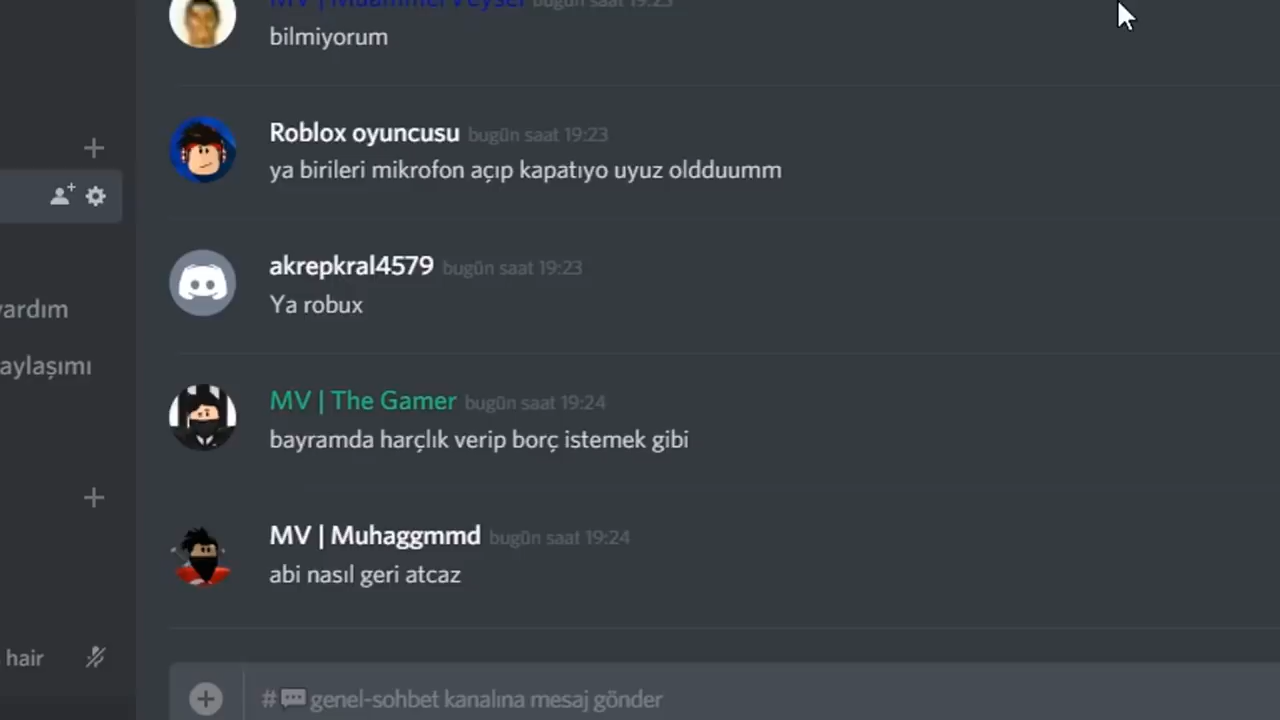 MV | Muammer Veysel bugün saat 19:23
bilmiyorum
Roblox oyuncusu bugün saat 19:23
ya birileri mikrofon açıp kapatıyo uyuz oldduumm
akrepkral4579 bugün saat 19:23
Ya robux
yardım
aylaşımı
MV | The Gamer bugün saat 19:24
bayramda harçlık verip borç istemek gibi
MV | Muhaggmmd bugün saat 19:24
abi nasıl geri atcaz
hair
#💬 genel-sohbet kanalına mesaj gönder